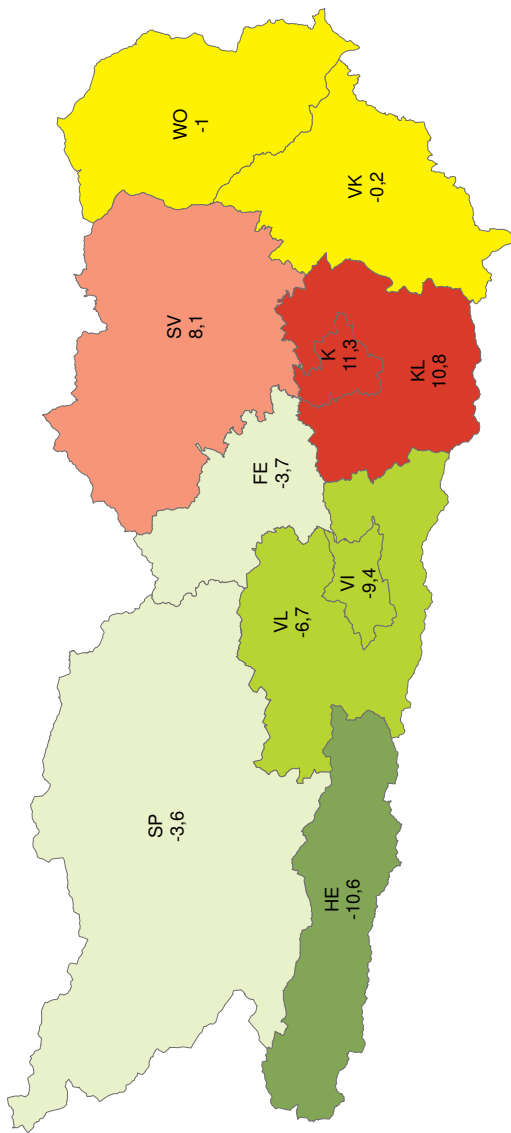 WO
-1
VK
-0,2
SV
8,1
K
11,3
KL
10,8
FE
-3,7
VL
-6,7
VI
-9,4
SP
-3,6
HE
-10,6